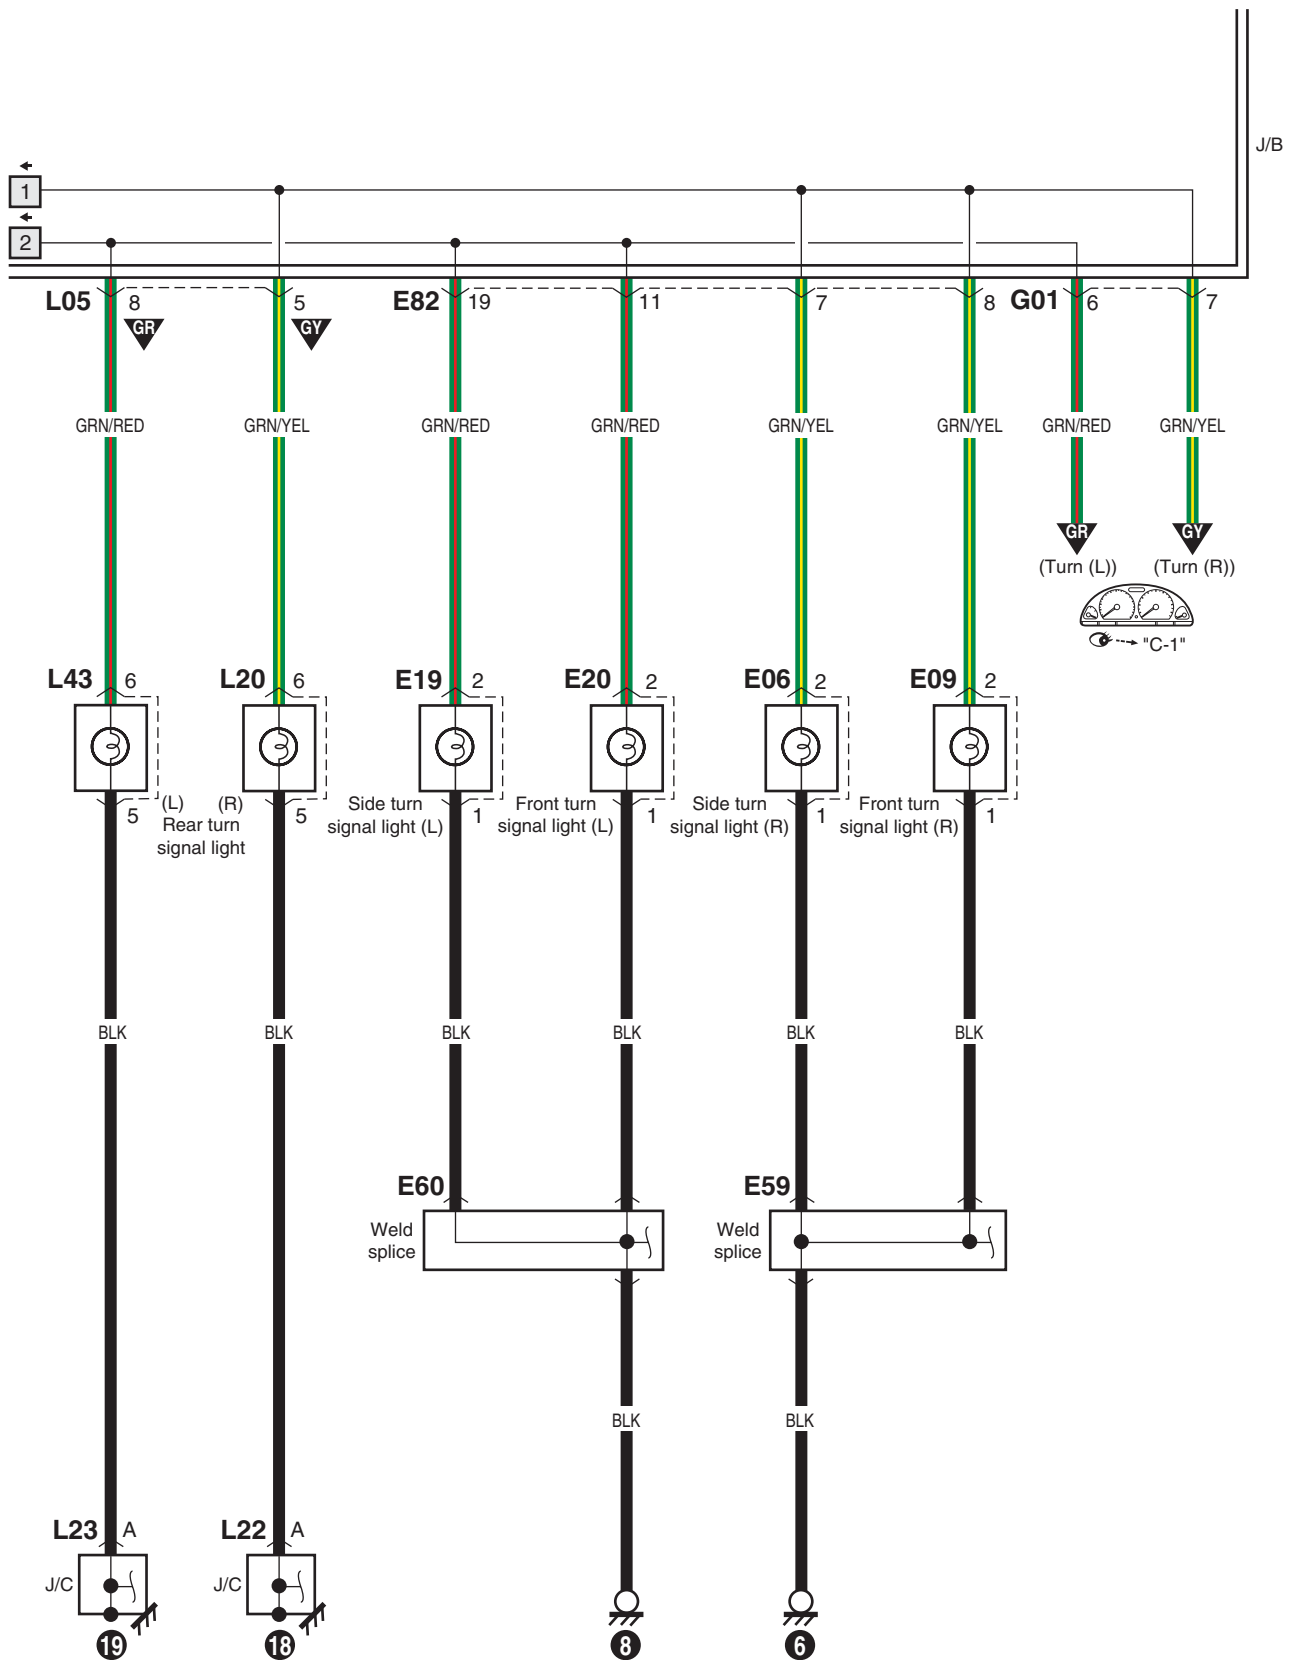 J/B
1
2
L05 8 5 E82 19 11 7 8 G01 6 7
GR GY
GRN/RED GRN/YEL GRN/RED GRN/RED GRN/YEL GRN/YEL GRN/RED GRN/YEL
GR GY
(Turn (L)) (Turn (R))
"C-1"
L43 6 L20 6 E19 2 E20 2 E06 2 E09 2
5 (L) (R) 5 1 1 1 1
Rear turn
signal light
Side turn
signal light (L)
Front turn
signal light (L)
Side turn
signal light (R)
Front turn
signal light (R)
BLK BLK BLK BLK BLK BLK
E60 E59
Weld
splice
Weld
splice
BLK BLK
L23 A L22 A
J/C J/C
19 18 8 6